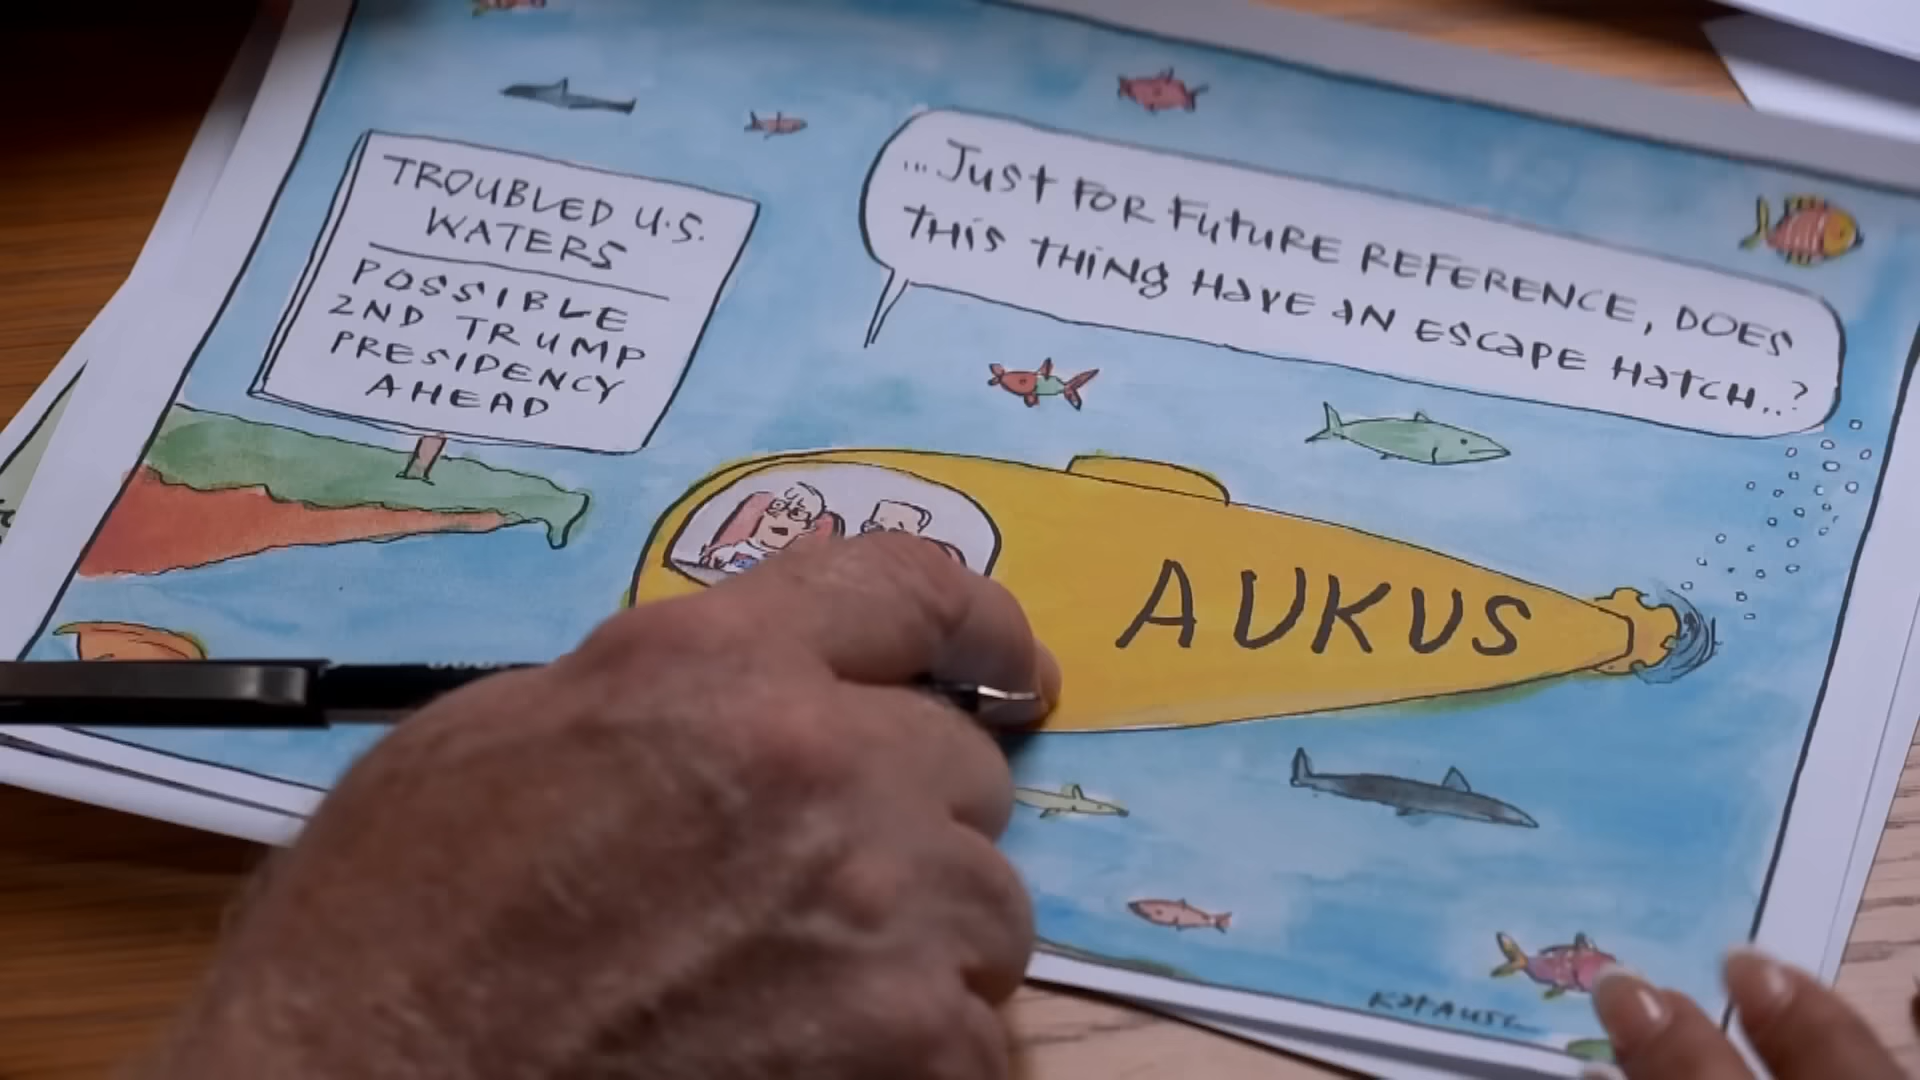 TROUBLED U.S.
WATERS
POSSIBLE
2ND TRUMP
PRESIDENCY
AHEAD
...JUST FOR FUTURE REFERENCE, DOES
THIS THING HAVE AN ESCAPE HATCH..?
AUKUS